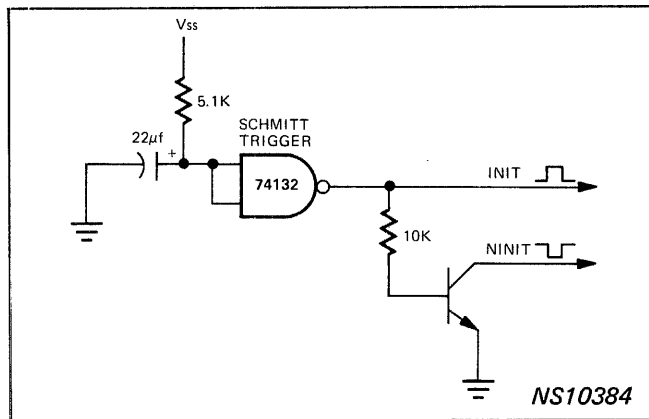 Vss
5.1K
22µf
+
SCHMITT
TRIGGER
74132
INIT
10K
NINIT
NS10384